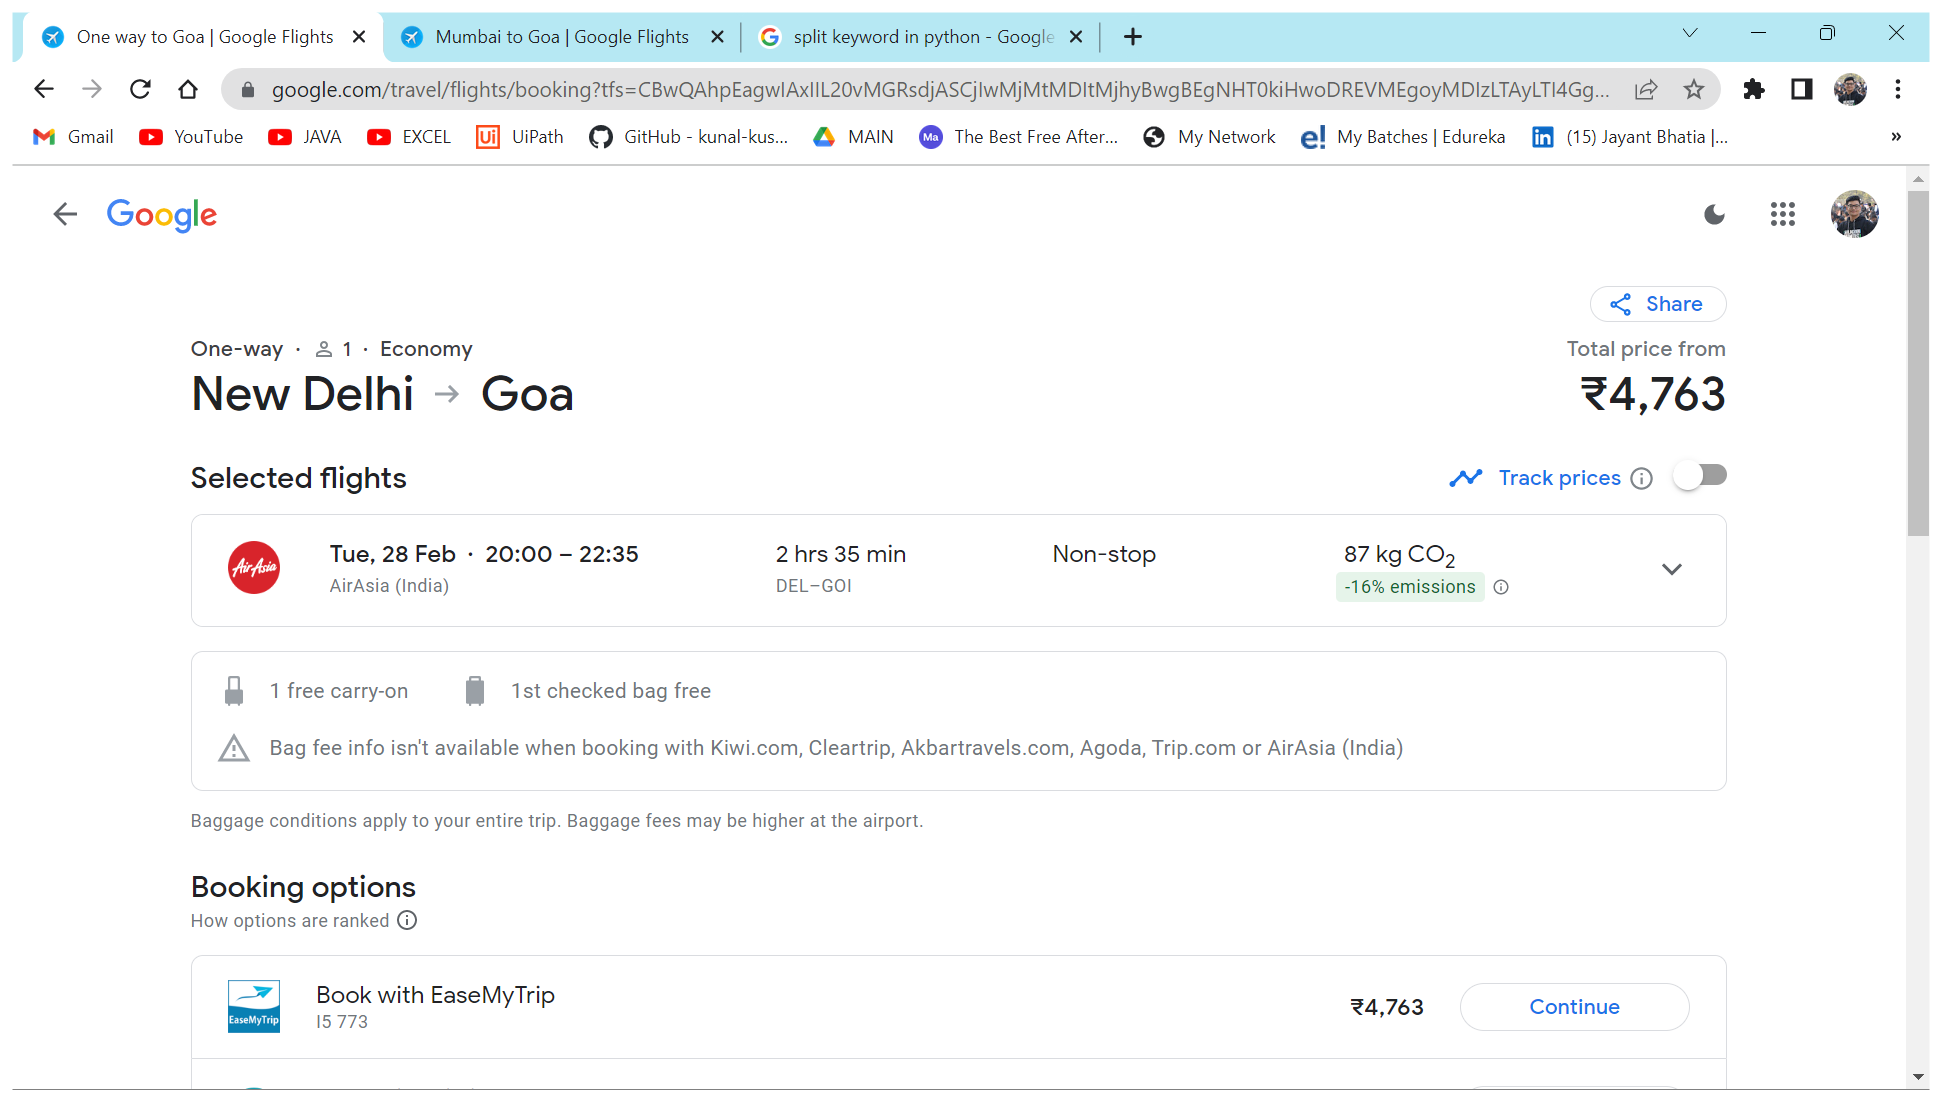 One way to Goa | Google Flights
Mumbai to Goa | Google Flights
split keyword in python - Google
google.com/travel/flights/booking?tfs=CBwQAhpEagwIAxIIL20vMGRsdjASCjIwMjMtMDItMjhyBwgBEgNHT0kiHwoDREVMEgoyMDIzLTAyLTI4Gg...
Gmail
YouTube
JAVA
EXCEL
Ui UiPath
GitHub - kunal-kus...
MAIN
Ma The Best Free After...
My Network
e! My Batches | Edureka
in (15) Jayant Bhatia |...
»
Google
Share
One-way · 1 · Economy
Total price from
New Delhi → Goa
₹4,763
Selected flights
Track prices
AirAsia
Tue, 28 Feb · 20:00 – 22:35
2 hrs 35 min
Non-stop
87 kg CO2
AirAsia (India)
DEL–GOI
-16% emissions
1 free carry-on
1st checked bag free
Bag fee info isn't available when booking with Kiwi.com, Cleartrip, Akbartravels.com, Agoda, Trip.com or AirAsia (India)
Baggage conditions apply to your entire trip. Baggage fees may be higher at the airport.
Booking options
How options are ranked
EaseMyTrip
Book with EaseMyTrip
I5 773
₹4,763
Continue